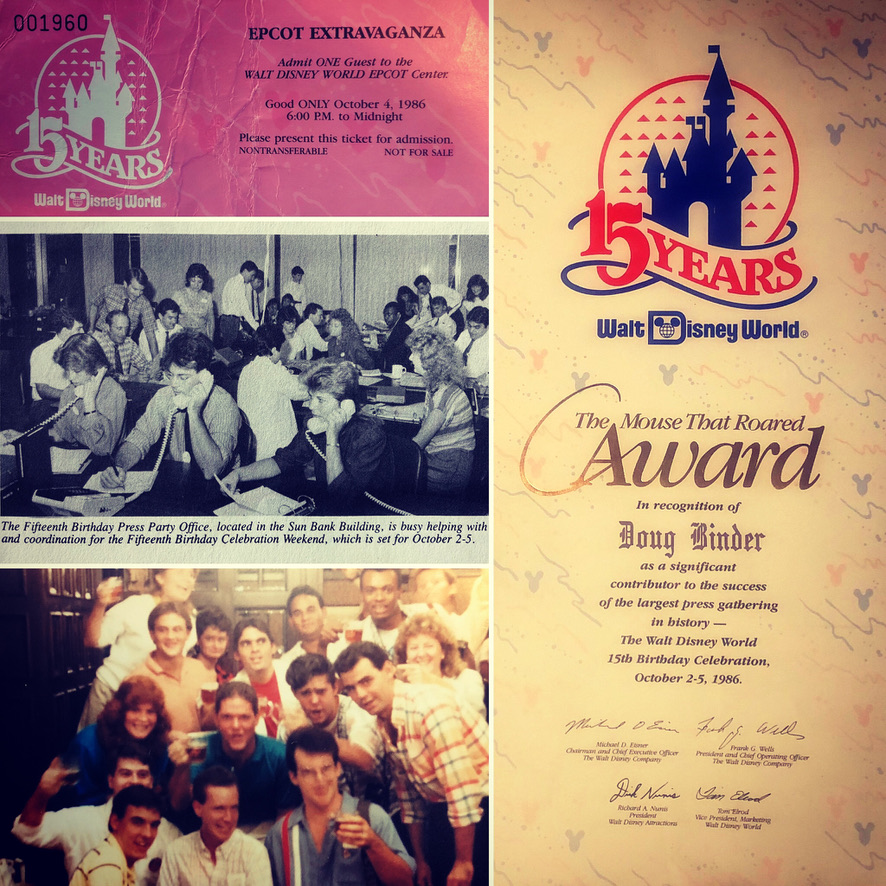 001960
15 YEARS
Walt Disney World
EPCOT EXTRAVAGANZA
Admit ONE Guest to the
WALT DISNEY WORLD EPCOT Center.
Good ONLY October 4, 1986
6:00 P.M. to Midnight
Please present this ticket for admission.
NONTRANSFERABLE NOT FOR SALE
The Fifteenth Birthday Press Party Office, located in the Sun Bank Building, is busy helping with
and coordination for the Fifteenth Birthday Celebration Weekend, which is set for October 2-5.
15 YEARS
Walt Disney World®
The Mouse That Roared
Award
In recognition of
Doug Binder
as a significant
contributor to the success
of the largest press gathering
in history —
The Walt Disney World
15th Birthday Celebration,
October 2-5, 1986.
Michael D. Eisner
Chairman and Chief Executive Officer
The Walt Disney Company
Frank G. Wells
President and Chief Operating Officer
The Walt Disney Company
Dick Nunis
Richard A. Nunis
President
Walt Disney Attractions
Tom Elrod
Tom Elrod
Vice President, Marketing
Walt Disney World